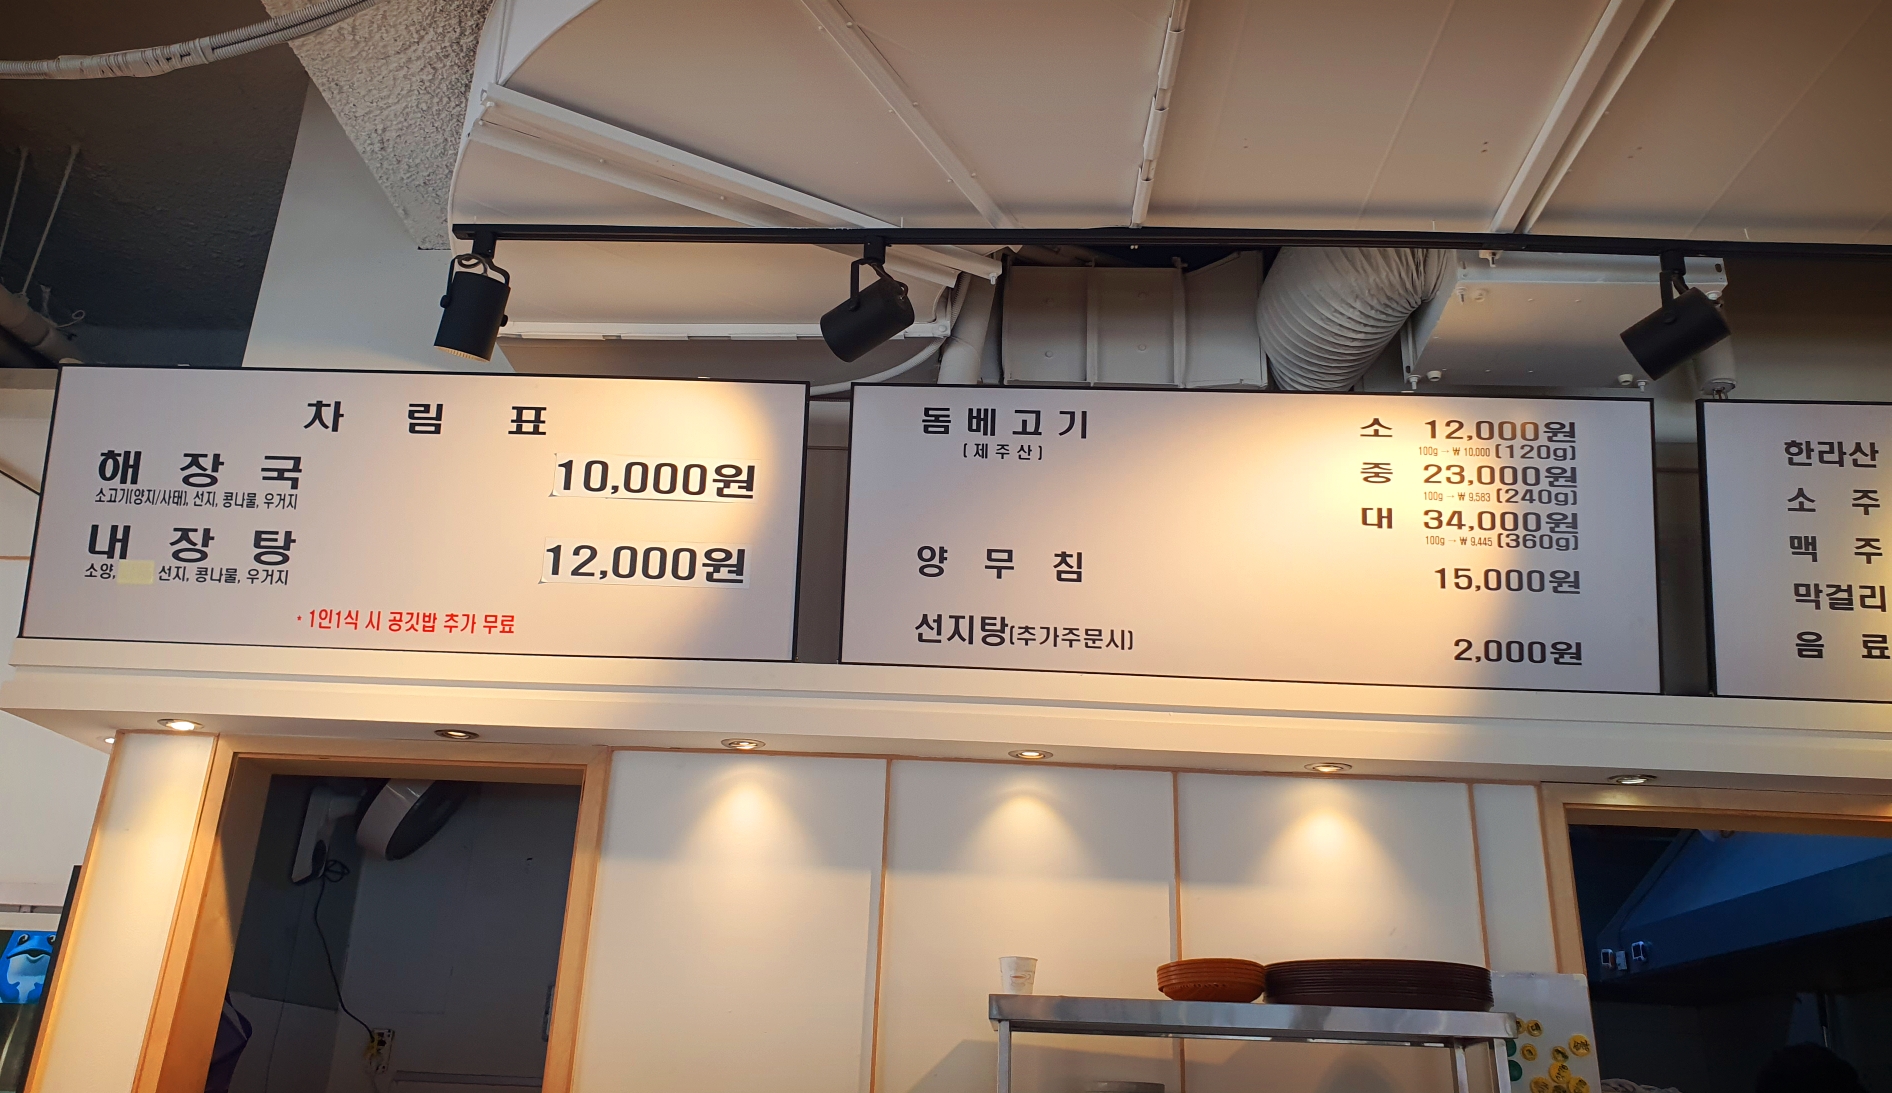 차 림 표
해 장 국 10,000원
소고기(양지/사태), 선지, 콩나물, 우거지
내 장 탕 12,000원
소양, 선지, 콩나물, 우거지
* 1인1식 시 공깃밥 추가 무료
돔베고기 소 12,000원
(제주산) 100g → ₩ 10,000 (120g)
중 23,000원
100g → ₩ 9,583 (240g)
대 34,000원
100g → ₩ 9,445 (360g)
양 무 침 15,000원
선지탕(추가주문시) 2,000원
한라산
소 주
맥 주
막걸리
음 료